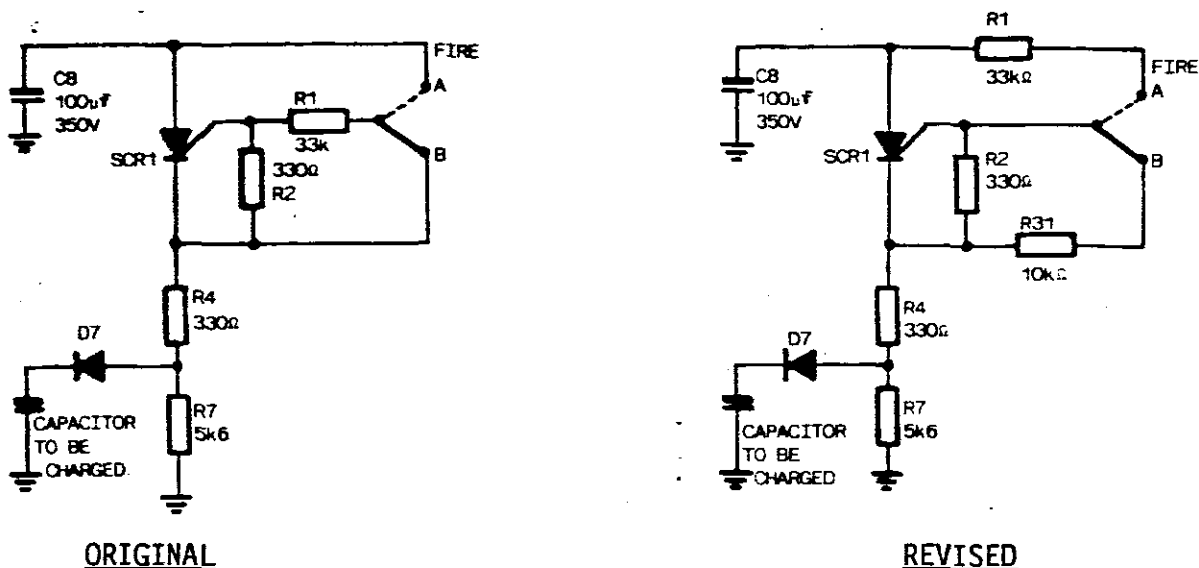 FIRE
C8
100µf
350V
A
R1
33k
B
SCR1
330Ω
R2
R4
330Ω
D7
R7
5k6
CAPACITOR
TO BE
CHARGED
ORIGINAL
R1
33kΩ
FIRE
C8
100µf
350V
A
B
SCR1
R2
330Ω
R31
10kΩ
R4
330Ω
D7
R7
5k6
CAPACITOR
TO BE
CHARGED
REVISED